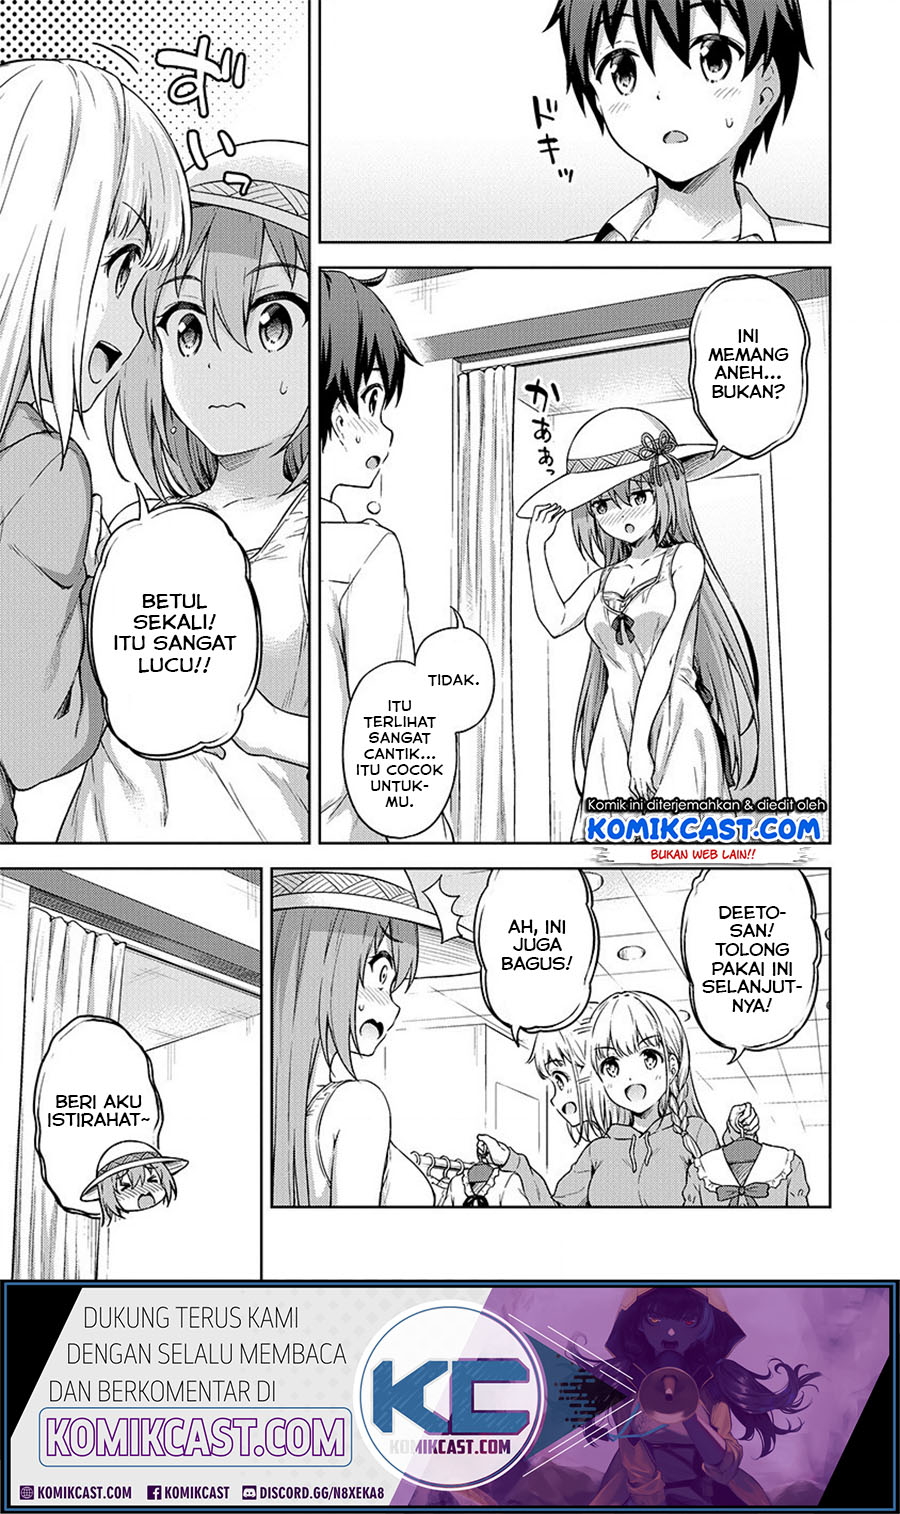 ドキッ
INI
MEMANG
ANEH...
BUKAN?
かあぁっ
TIDAK.
ITU
TERLIHAT
SANGAT
CANTIK...
ITU COCOK
UNTUK-
MU.
ずいっ
BETUL
SEKALI!
ITU SANGAT
LUCU!!
Komik ini diterjemahkan & diedit oleh
KOMIKCAST.COM
BUKAN WEB LAIN!!
DEETO-
SAN!
TOLONG
PAKAI INI
SELANJUT-
NYA!
AH, INI
JUGA
BAGUS!
BERI AKU
ISTIRAHAT~
DUKUNG TERUS KAMI
DENGAN SELALU MEMBACA
DAN BERKOMENTAR DI
KOMIKCAST.COM
KOMIKCAST.COM
KOMIKCAST
DISCORD.GG/N8XEKA8
KC
KOMIKCAST.COM